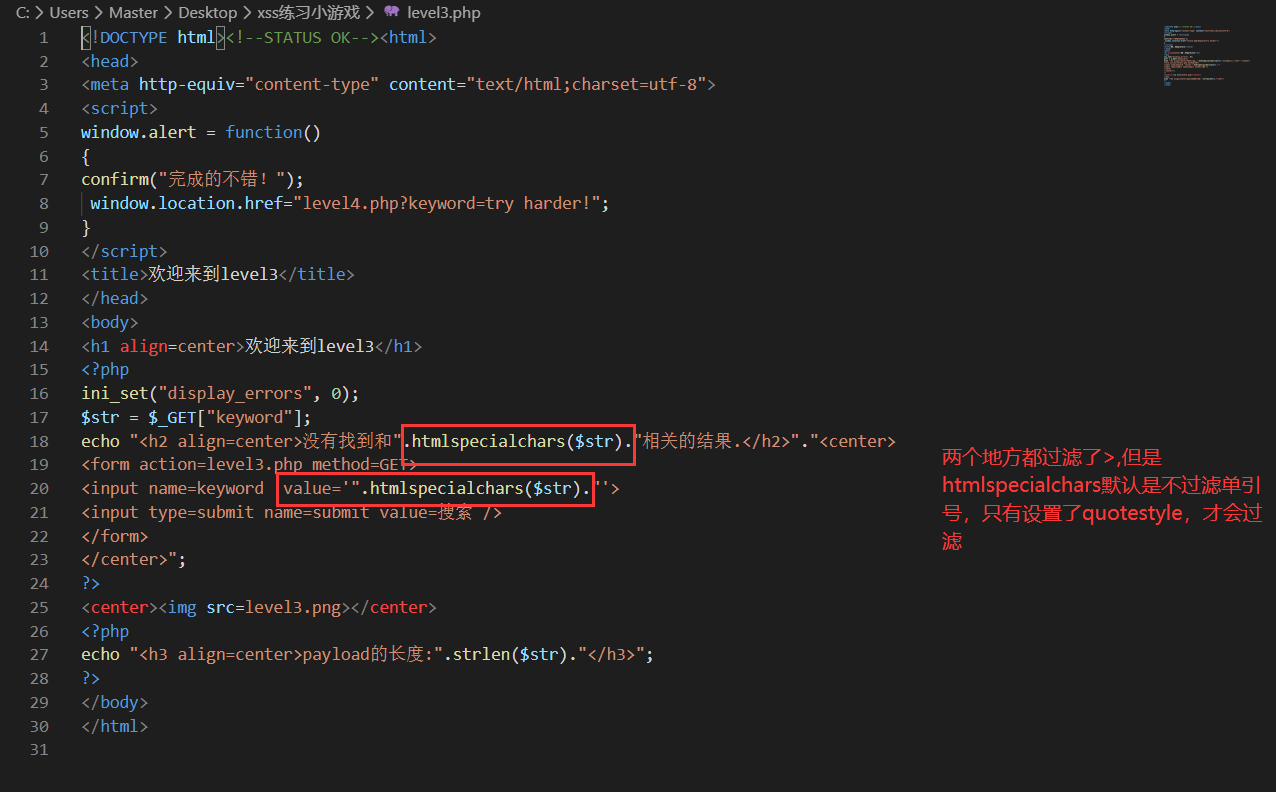 C: > Users > Master > Desktop > xss练习小游戏 > level3.php
1 <!DOCTYPE html><!--STATUS OK--><html>
2 <head>
3 <meta http-equiv="content-type" content="text/html;charset=utf-8">
4 <script>
5 window.alert = function()
6 {
7 confirm("完成的不错！");
8  window.location.href="level4.php?keyword=try harder!";
9 }
10 </script>
11 <title>欢迎来到level3</title>
12 </head>
13 <body>
14 <h1 align=center>欢迎来到level3</h1>
15 <?php
16 ini_set("display_errors", 0);
17 $str = $_GET["keyword"];
18 echo "<h2 align=center>没有找到和".htmlspecialchars($str)."相关的结果.</h2>"."<center>
19 <form action=level3.php method=GET>
20 <input name=keyword  value='".htmlspecialchars($str)."'>
21 <input type=submit name=submit value=搜索 />
22 </form>
23 </center>";
24 ?>
25 <center><img src=level3.png></center>
26 <?php
27 echo "<h3 align=center>payload的长度:".strlen($str)."</h3>";
28 ?>
29 </body>
30 </html>
31
两个地方都过滤了>,但是
htmlspecialchars默认是不过滤单引
号，只有设置了quotestyle，才会过
滤